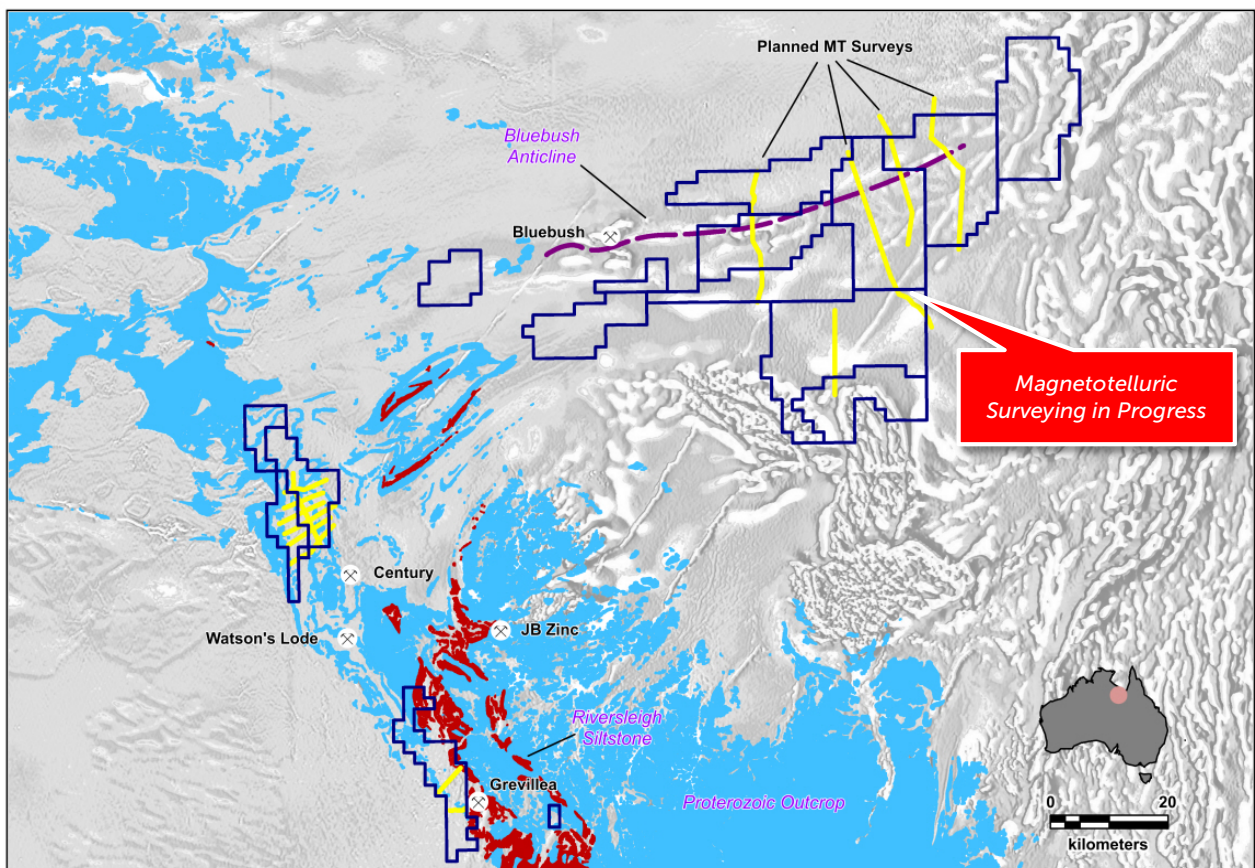 Planned MT Surveys
Bluebush
Anticline
Bluebush
Magnetotelluric
Surveying in Progress
Century
Watson's Lode
JB Zinc
Riversleigh
Siltstone
Grevillea
Proterozoic Outcrop
0 20
kilometers